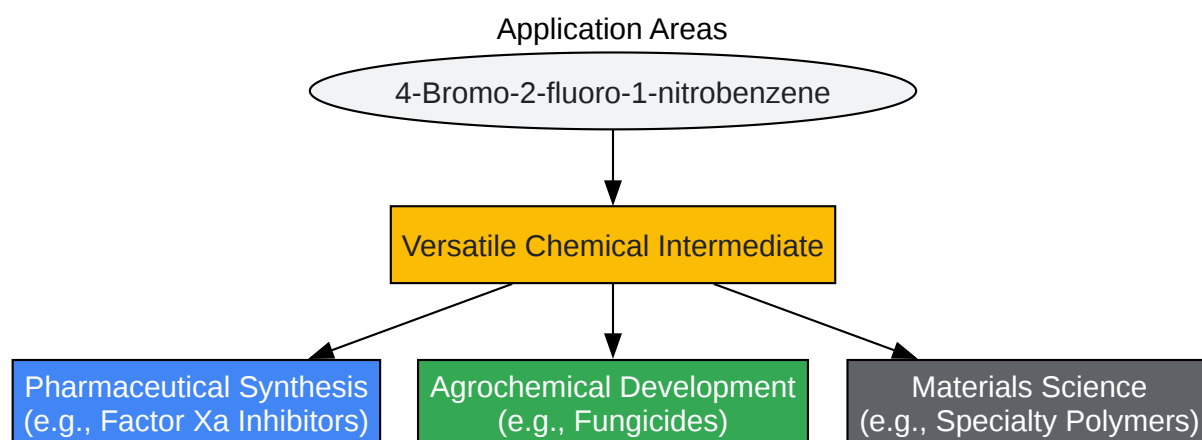 Application Areas
4-Bromo-2-fluoro-1-nitrobenzene
Versatile Chemical Intermediate
Pharmaceutical Synthesis
(e.g., Factor Xa Inhibitors)
Agrochemical Development
(e.g., Fungicides)
Materials Science
(e.g., Specialty Polymers)